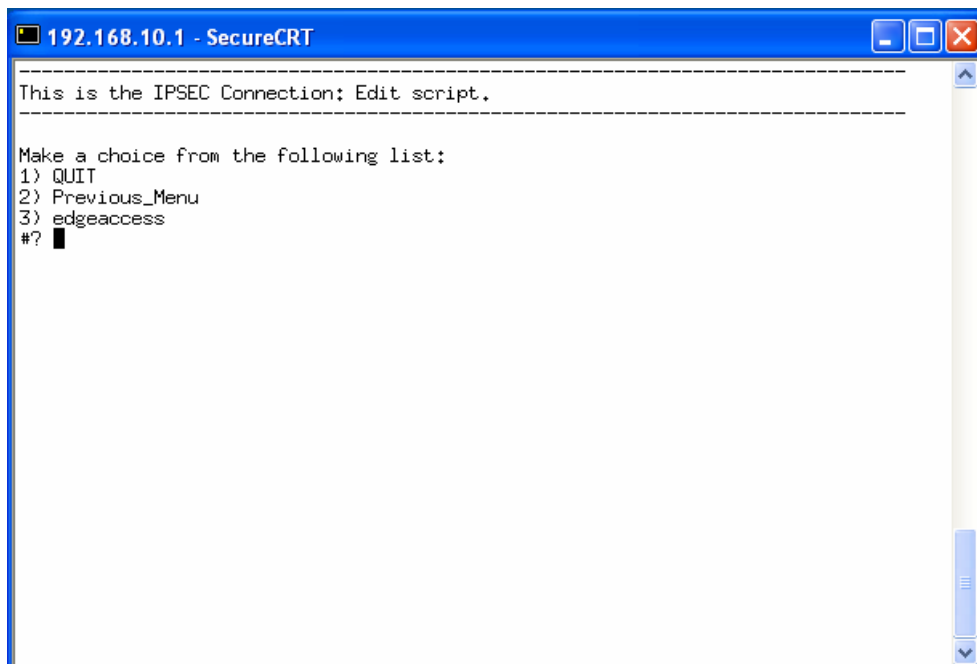 192.168.10.1 - SecureCRT
--------------------------------------------------------------------------------
This is the IPSEC Connection: Edit script.
--------------------------------------------------------------------------------
Make a choice from the following list:
1) QUIT
2) Previous_Menu
3) edgeaccess
#?